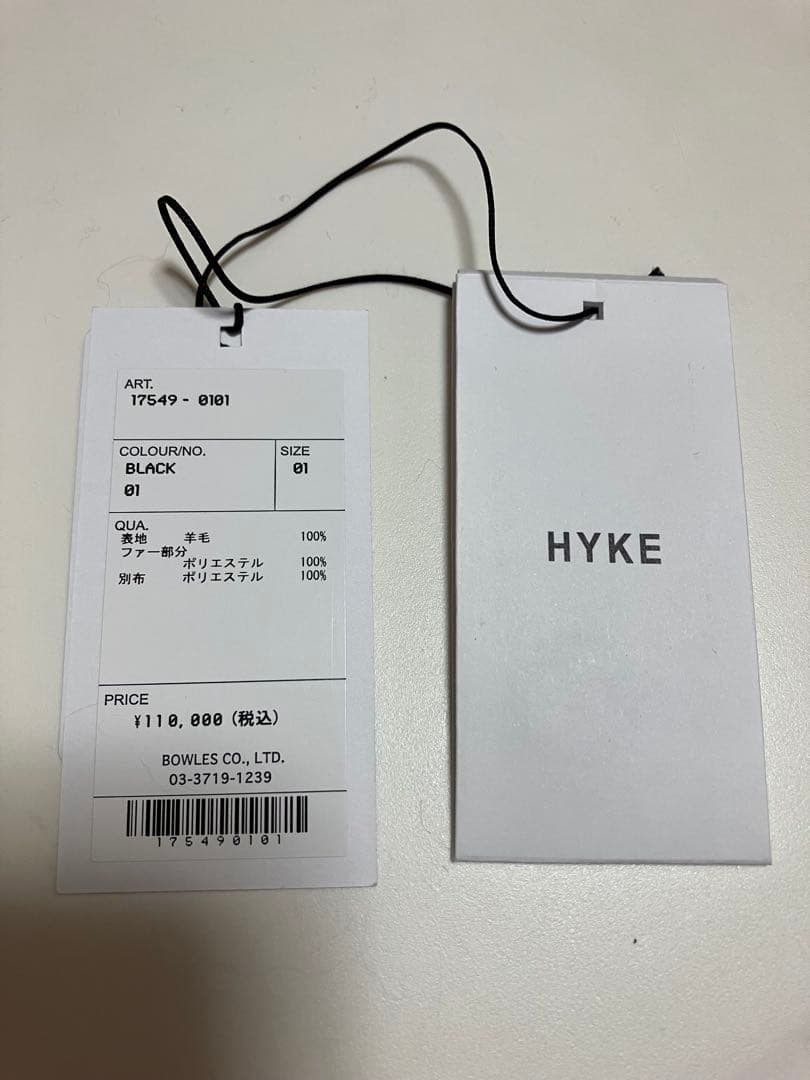 ART.
17549 - 0101
COLOUR/NO. SIZE
BLACK 01
01
QUA.
表地 羊毛 100%
ファー部分
ポリエステル 100%
別布 ポリエステル 100%
PRICE
¥110,000 (税込)
BOWLES CO., LTD.
03-3719-1239
175490101
HYKE